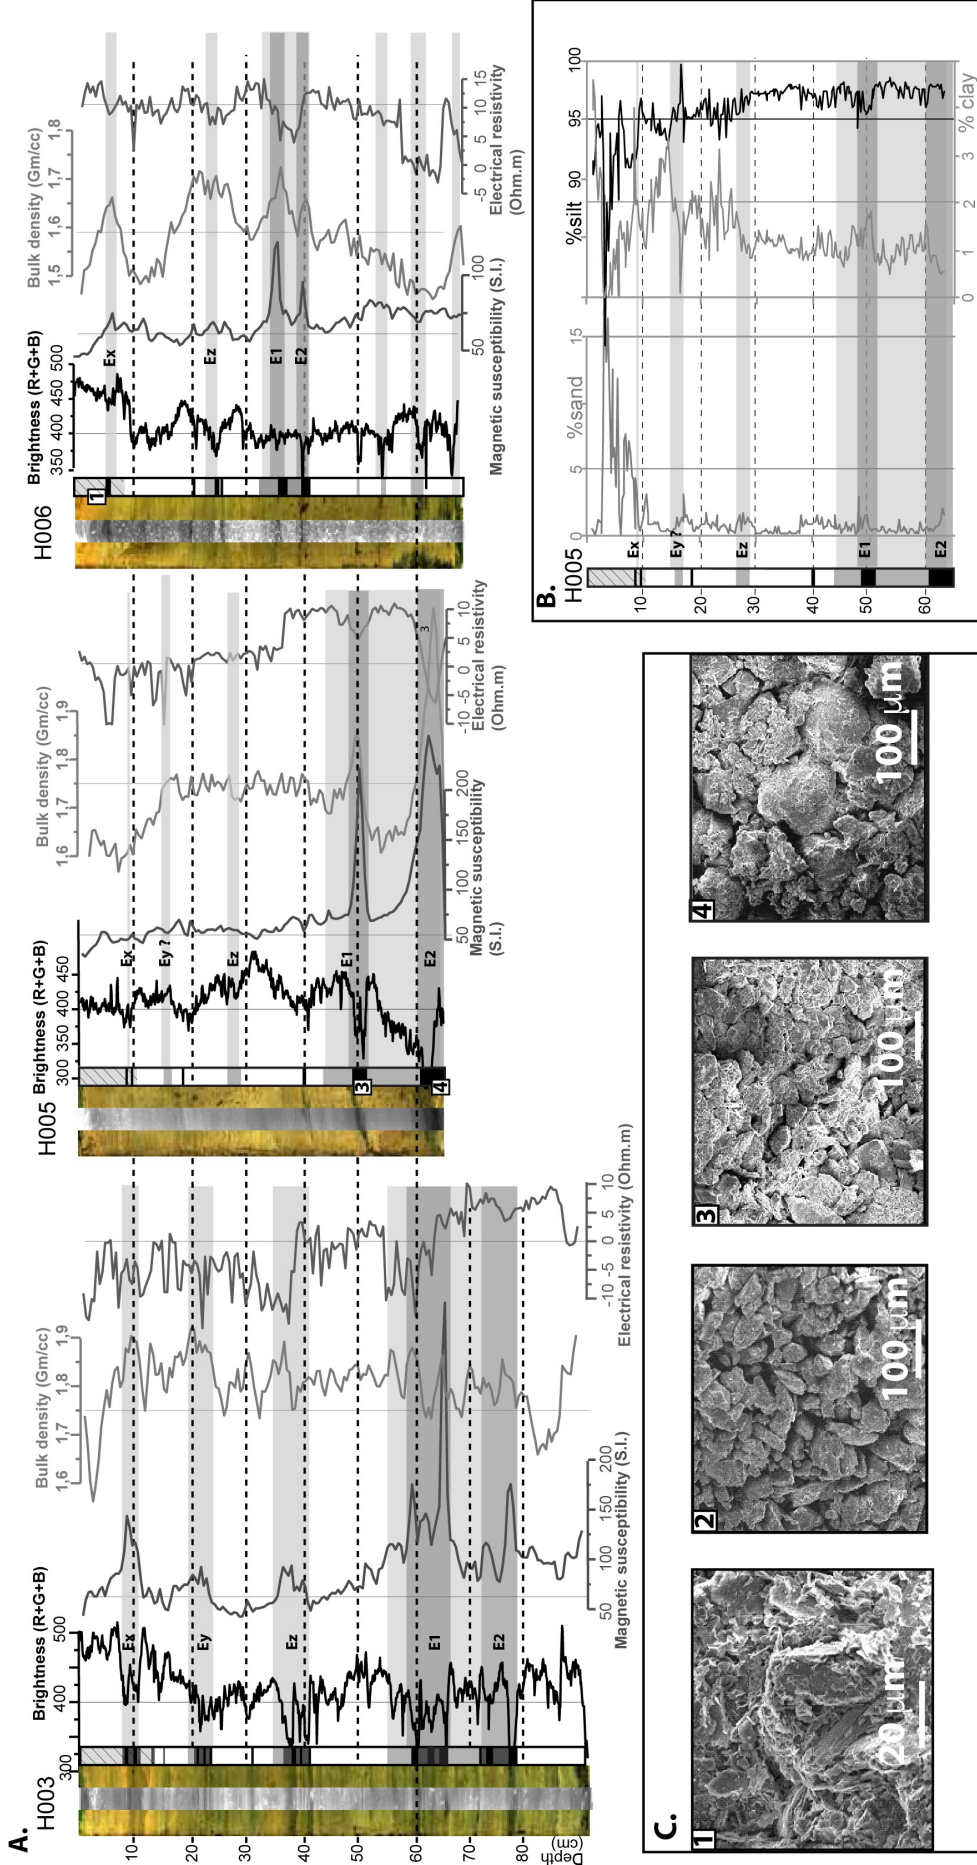 A.
H003
Brightness (R+G+B)
300 400 500
Bulk density (Gm/cc)
1,6 1,7 1,8 1,9
Ex
Ey
Ez
E1
E2
50 100 150 200
Magnetic susceptibility (S.I.)
-10 -5 0 5 10
Electrical resistivity (Ohm.m)
10
20
30
40
50
60
70
80
Depth
(cm)
H005
Brightness (R+G+B)
300 350 400 450
Bulk density (Gm/cc)
1,6 1,7 1,8 1,9
Ex
Ey ?
Ez
E1
E2
3
4
3
50 100 150 200
Magnetic susceptibility
(S.I.)
-10 -5 0 5 10
Electrical resistivity
(Ohm.m)
H006
Brightness (R+G+B)
350 400 450 500
Bulk density (Gm/cc)
1,5 1,6 1,7 1,8
1
Ex
Ez
E1
E2
50 100
Magnetic susceptibility (S.I.)
-5 0 5 10 15
Electrical resistivity
(Ohm.m)
B.
H005
%sand
0 5 15
%silt
90 95 100
Ex
Ey ?
Ez
E1
E2
10
20
30
40
50
60
0 1 2 3
% clay
C.
1
20 µm
2
100 µm
3
100 µm
4
100 µm